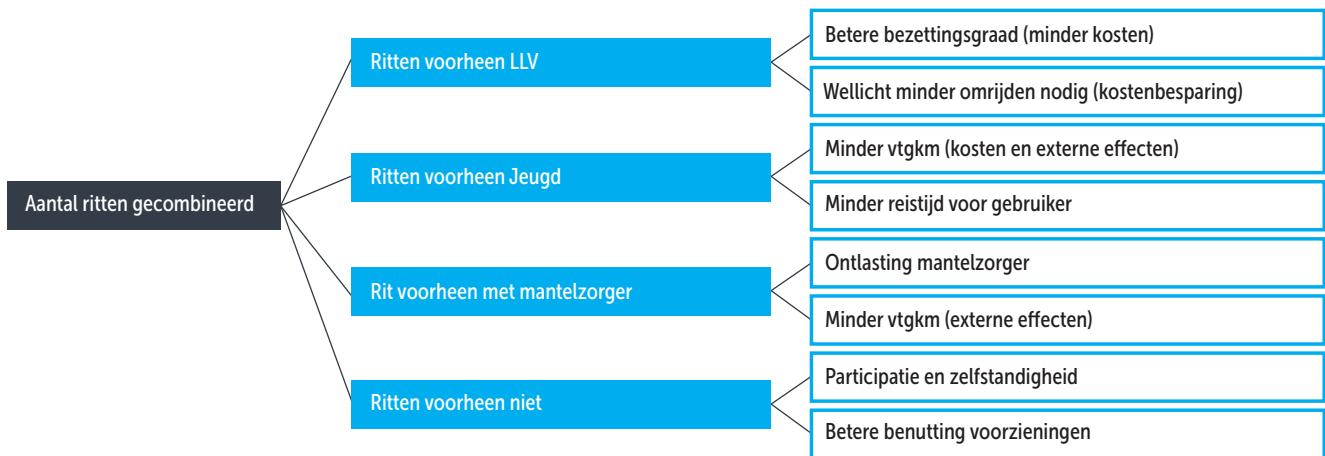 Aantal ritten gecombineerd
Ritten voorheen LLV
Betere bezettingsgraad (minder kosten)
Wellicht minder omrijden nodig (kostenbesparing)
Ritten voorheen Jeugd
Minder vtgkm (kosten en externe effecten)
Minder reistijd voor gebruiker
Rit voorheen met mantelzorger
Ontlasting mantelzorger
Minder vtgkm (externe effecten)
Ritten voorheen niet
Participatie en zelfstandigheid
Betere benutting voorzieningen